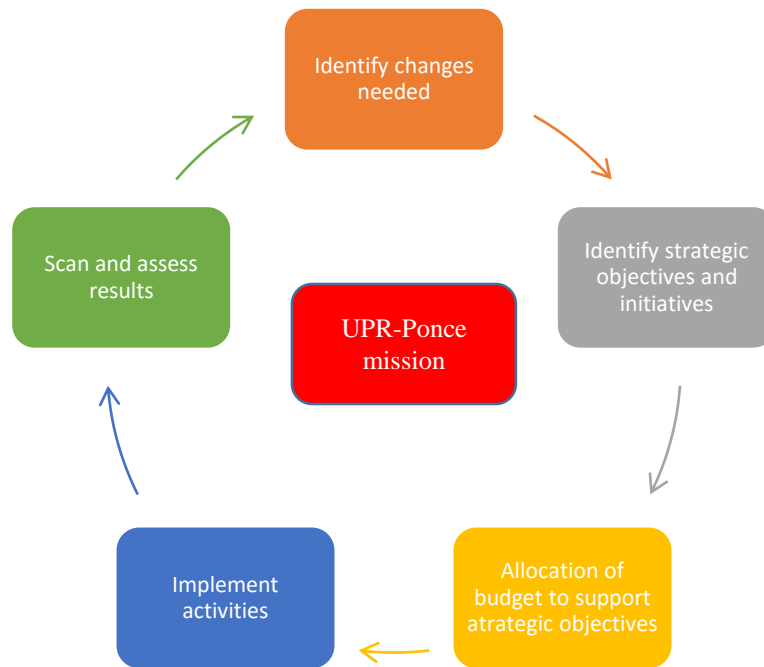 Identify changes
needed
Identify strategic
objectives and
initiatives
Allocation of
budget to support
atrategic objectives
Implement
activities
Scan and assess
results
UPR-Ponce
mission